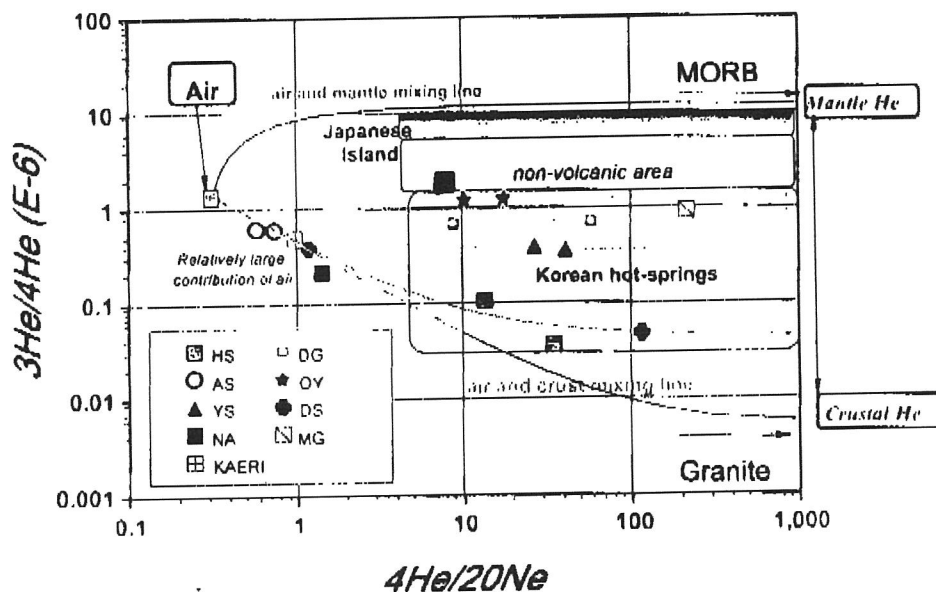 100
10
1
0.1
0.01
0.001
0.1
1
10
100
1,000
3He/4He (E-6)
4He/20Ne
Air
air and mantle mixing line
MORB
Mantle He
Japanese
Island
non-volcanic area
Relatively large
contribution of air
Korean hot-springs
air and crust mixing line
Crustal He
Granite
HS
DG
AS
OY
YS
DS
NA
MG
KAERI